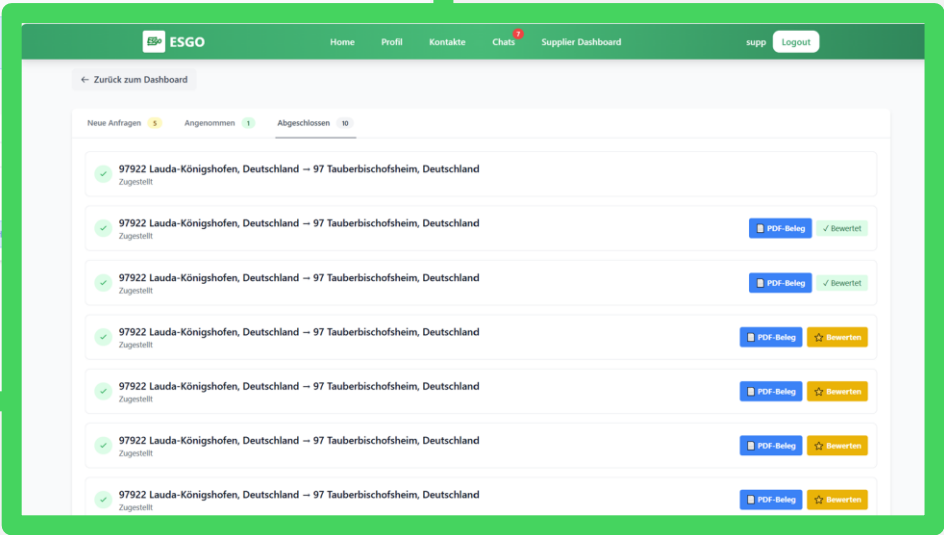 ESGO ESGO Home Profil Kontakte Chats 7 Supplier Dashboard supp Logout
← Zurück zum Dashboard
Neue Anfragen 5 Angenommen 1 Abgeschlossen 10
97922 Lauda-Königshofen, Deutschland → 97 Tauberbischofsheim, Deutschland
Zugestellt
97922 Lauda-Königshofen, Deutschland → 97 Tauberbischofsheim, Deutschland
Zugestellt
PDF-Beleg ✓ Bewertet
97922 Lauda-Königshofen, Deutschland → 97 Tauberbischofsheim, Deutschland
Zugestellt
PDF-Beleg ✓ Bewertet
97922 Lauda-Königshofen, Deutschland → 97 Tauberbischofsheim, Deutschland
Zugestellt
PDF-Beleg ☆ Bewerten
97922 Lauda-Königshofen, Deutschland → 97 Tauberbischofsheim, Deutschland
Zugestellt
PDF-Beleg ☆ Bewerten
97922 Lauda-Königshofen, Deutschland → 97 Tauberbischofsheim, Deutschland
Zugestellt
PDF-Beleg ☆ Bewerten
97922 Lauda-Königshofen, Deutschland → 97 Tauberbischofsheim, Deutschland
Zugestellt
PDF-Beleg ☆ Bewerten